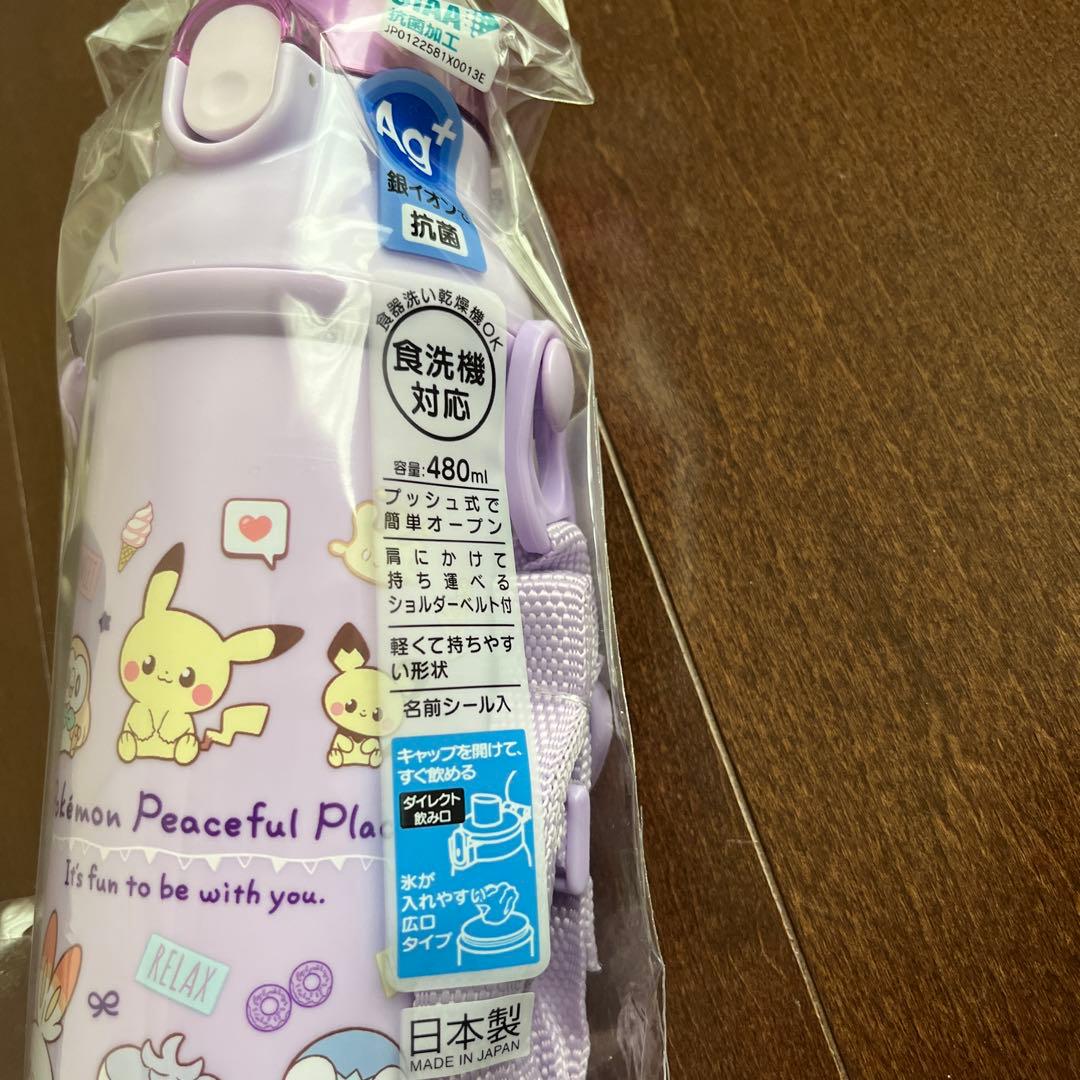 SIAA
抗菌加工
JP0122581X0013E
Ag+
銀イオンで
抗菌
食器洗い乾燥機OK
食洗機
対応
容量:480ml
プッシュ式で
簡単オープン
肩にかけて
持ち運べる
ショルダーベルト付
軽くて持ちやす
い形状
名前シール入
キャップを開けて、
すぐ飲める
ダイレクト
飲み口
氷が
入れやすい
広口
タイプ
日本製
MADE IN JAPAN
Pokémon Peaceful Plac
It's fun to be with you.
RELAX